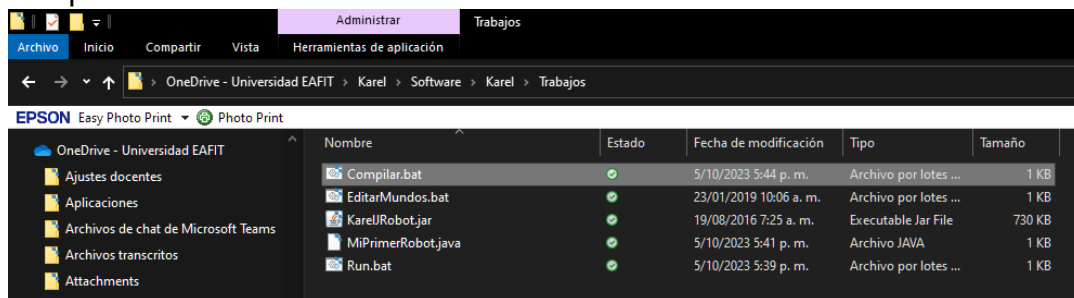 Administrar Trabajos
Archivo Inicio Compartir Vista Herramientas de aplicación
OneDrive - Universidad EAFIT > Karel > Software > Karel > Trabajos
EPSON Easy Photo Print Photo Print
OneDrive - Universidad EAFIT Nombre Estado Fecha de modificación Tipo Tamaño
Ajustes docentes Compilar.bat 5/10/2023 5:44 p. m. Archivo por lotes ... 1 KB
Aplicaciones EditarMundos.bat 23/01/2019 10:06 a. m. Archivo por lotes ... 1 KB
Archivos de chat de Microsoft Teams KarelJRobot.jar 19/08/2016 7:25 a. m. Executable Jar File 730 KB
Archivos transcritos MiPrimerRobot.java 5/10/2023 5:41 p. m. Archivo JAVA 1 KB
Attachments Run.bat 5/10/2023 5:39 p. m. Archivo por lotes ... 1 KB